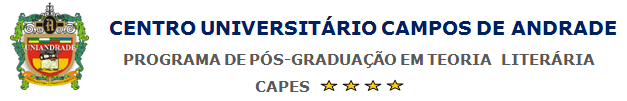 CENTRO UNIVERSITÁRIO CAMPOS DE ANDRADE
UNIANDRADE
PROGRAMA DE PÓS-GRADUAÇÃO EM TEORIA LITERÁRIA
CAPES